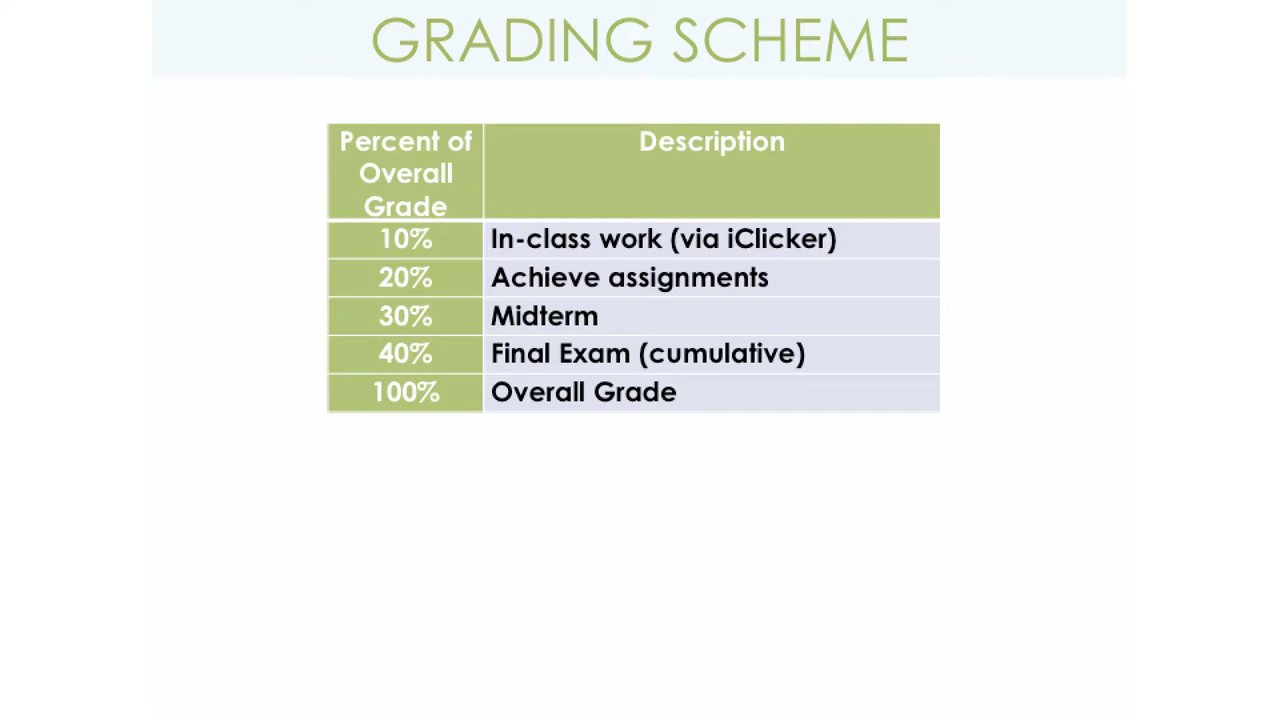 GRADING SCHEME
Percent of
Overall
Grade
Description
10% In-class work (via iClicker)
20% Achieve assignments
30% Midterm
40% Final Exam (cumulative)
100% Overall Grade